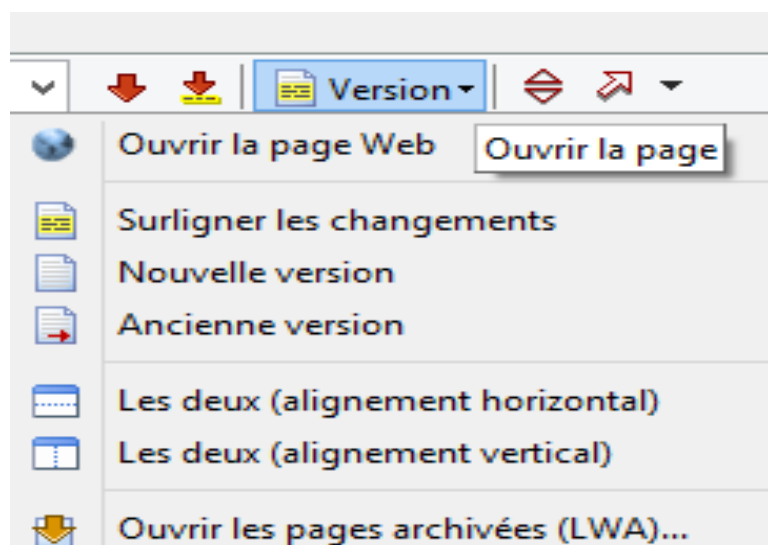 Version
Ouvrir la page Web
Ouvrir la page
Surligner les changements
Nouvelle version
Ancienne version
Les deux (alignement horizontal)
Les deux (alignement vertical)
Ouvrir les pages archivées (LWA)...